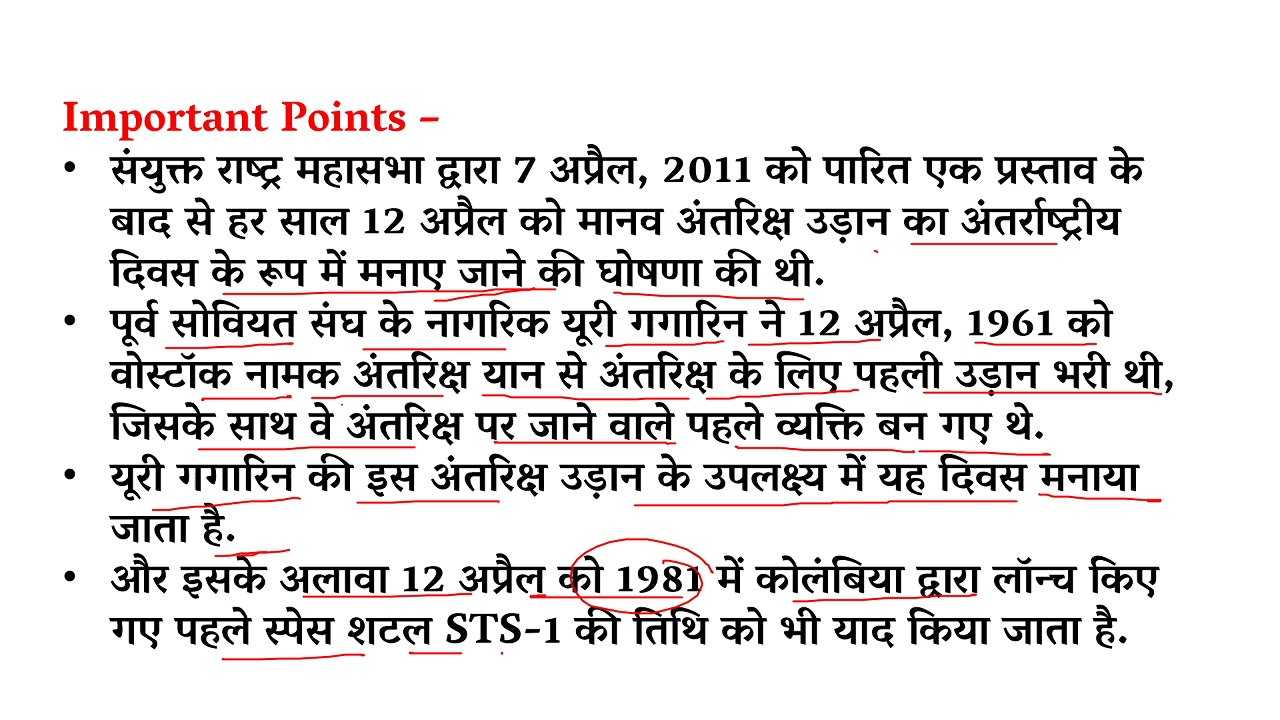 Important Points –
• संयुक्त राष्ट्र महासभा द्वारा 7 अप्रैल, 2011 को पारित एक प्रस्ताव के
बाद से हर साल 12 अप्रैल को मानव अंतरिक्ष उड़ान का अंतर्राष्ट्रीय
दिवस के रूप में मनाए जाने की घोषणा की थी.
• पूर्व सोवियत संघ के नागरिक यूरी गगारिन ने 12 अप्रैल, 1961 को
वोस्टॉक नामक अंतरिक्ष यान से अंतरिक्ष के लिए पहली उड़ान भरी थी,
जिसके साथ वे अंतरिक्ष पर जाने वाले पहले व्यक्ति बन गए थे.
• यूरी गगारिन की इस अंतरिक्ष उड़ान के उपलक्ष्य में यह दिवस मनाया
जाता है.
• और इसके अलावा 12 अप्रैल को 1981 में कोलंबिया द्वारा लॉन्च किए
गए पहले स्पेस शटल STS-1 की तिथि को भी याद किया जाता है.